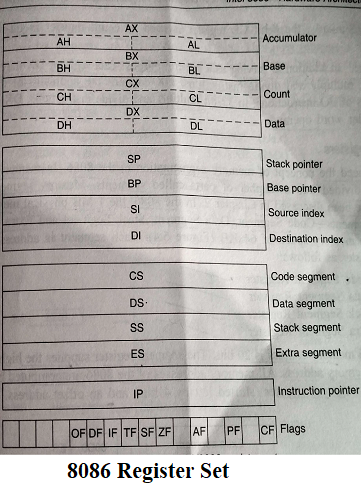 AX
AH AL Accumulator
BX
BH BL Base
CX
CH CL Count
DX
DH DL Data
SP Stack pointer
BP Base pointer
SI Source index
DI Destination index
CS Code segment
DS Data segment
SS Stack segment
ES Extra segment
IP Instruction pointer
OF DF IF TF SF ZF AF PF CF Flags
8086 Register Set